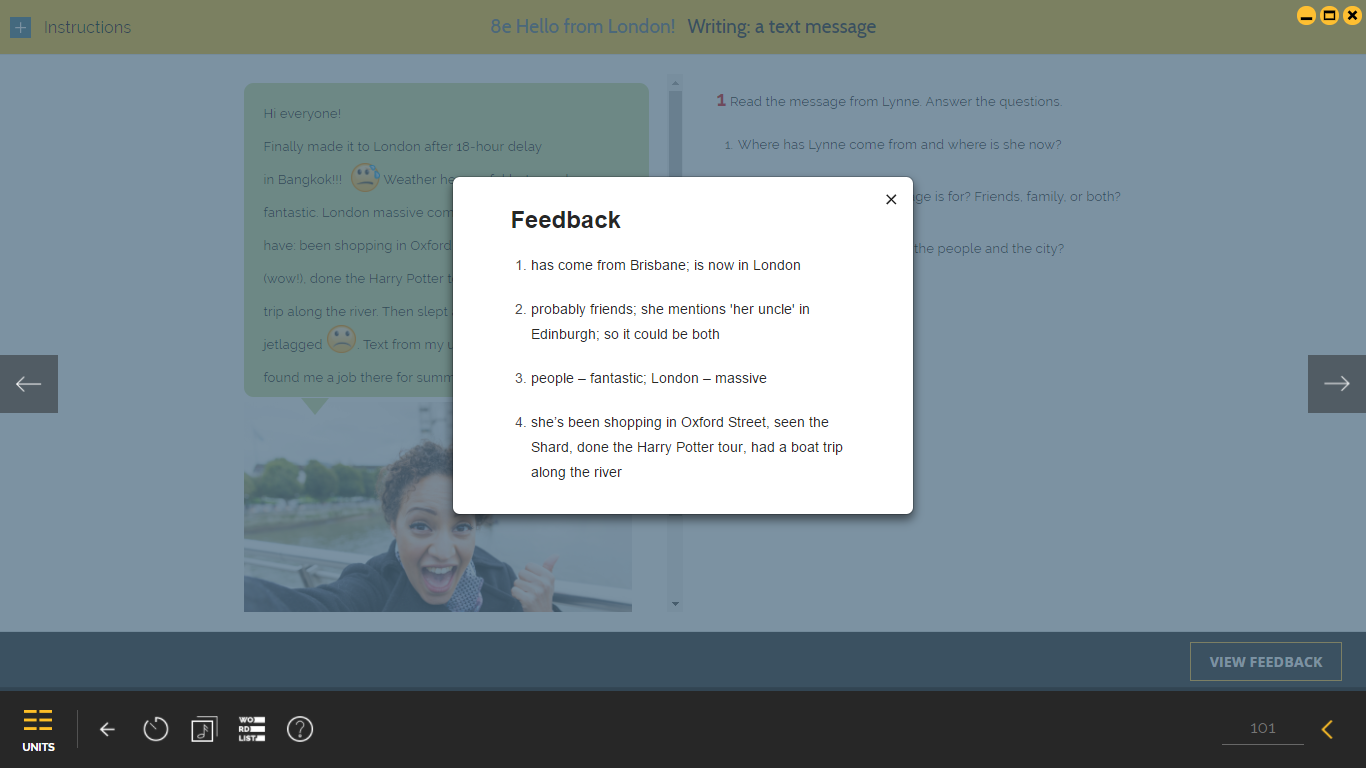 Instructions
8e Hello from London! Writing: a text message
Hi everyone!
Finally made it to London after 18-hour delay
in Bangkok!!! Weather
fantastic. London massive
have: been shopping in Oxford
(wow!), done the Harry Potter
trip along the river. Then slept
jetlagged . Text from my
found me a job there for
1 Read the message from Lynne. Answer the questions.
1. Where has Lynne come from and where is she now?
is for? Friends, family, or both?
the people and the city?
Feedback
1. has come from Brisbane; is now in London
2. probably friends; she mentions 'her uncle' in
Edinburgh; so it could be both
3. people – fantastic; London – massive
4. she's been shopping in Oxford Street, seen the
Shard, done the Harry Potter tour, had a boat trip
along the river
VIEW FEEDBACK
UNITS
WO
RD
LIST
101